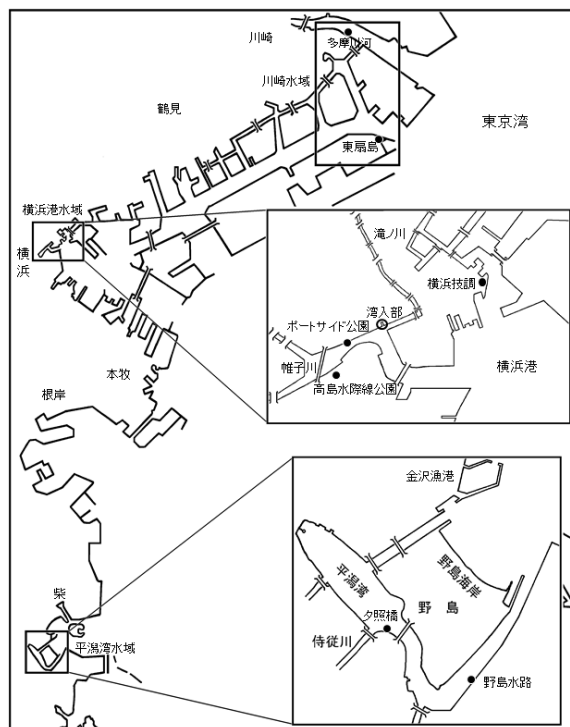 川崎
多摩川河
川崎水域
鶴見
東京湾
東扇島
横浜港水域
横浜
滝ノ川
横浜技調
湾入部
ポートサイド公園
帷子川
横浜港
高島水際線公園
本牧
根岸
金沢漁港
平潟湾
野島海岸
野島
柴
夕照橋
平潟湾水域
侍従川
野島水路